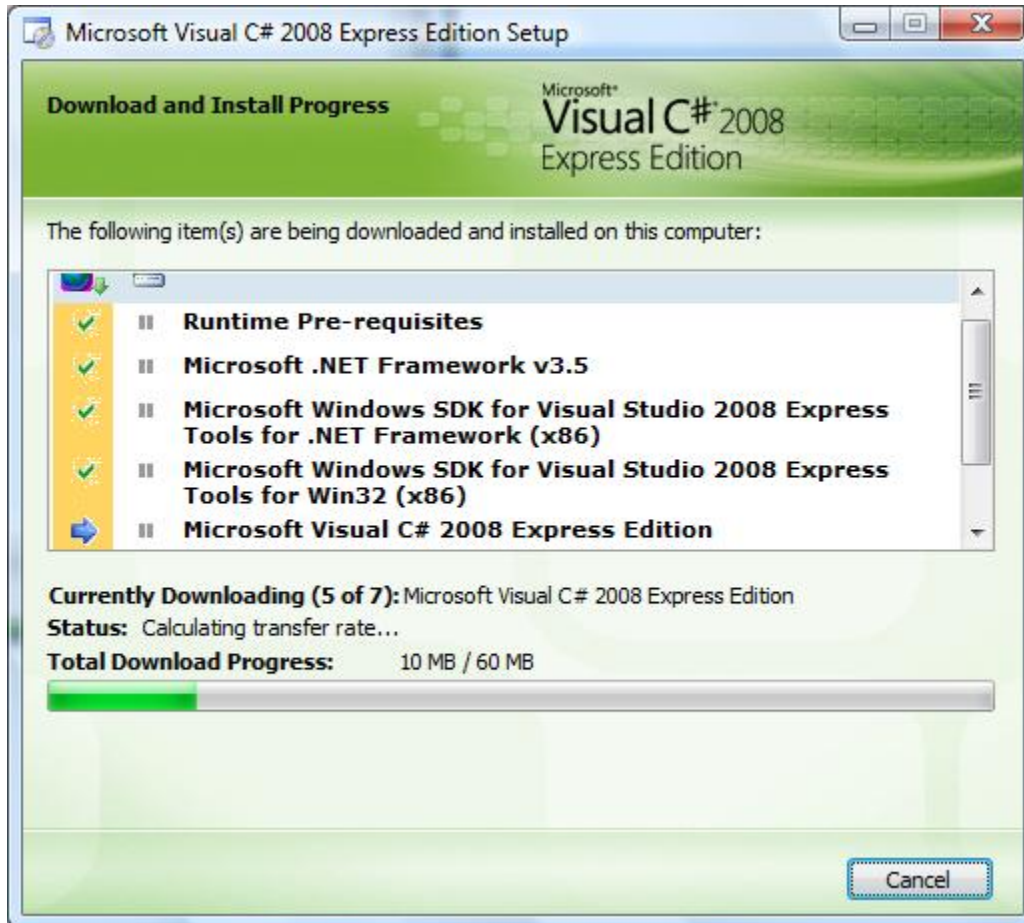 Microsoft Visual C# 2008 Express Edition Setup
Download and Install Progress
Microsoft®
Visual C#® 2008
Express Edition
The following item(s) are being downloaded and installed on this computer:
Runtime Pre-requisites
Microsoft .NET Framework v3.5
Microsoft Windows SDK for Visual Studio 2008 Express
Tools for .NET Framework (x86)
Microsoft Windows SDK for Visual Studio 2008 Express
Tools for Win32 (x86)
Microsoft Visual C# 2008 Express Edition
Currently Downloading (5 of 7): Microsoft Visual C# 2008 Express Edition
Status: Calculating transfer rate...
Total Download Progress: 10 MB / 60 MB
Cancel